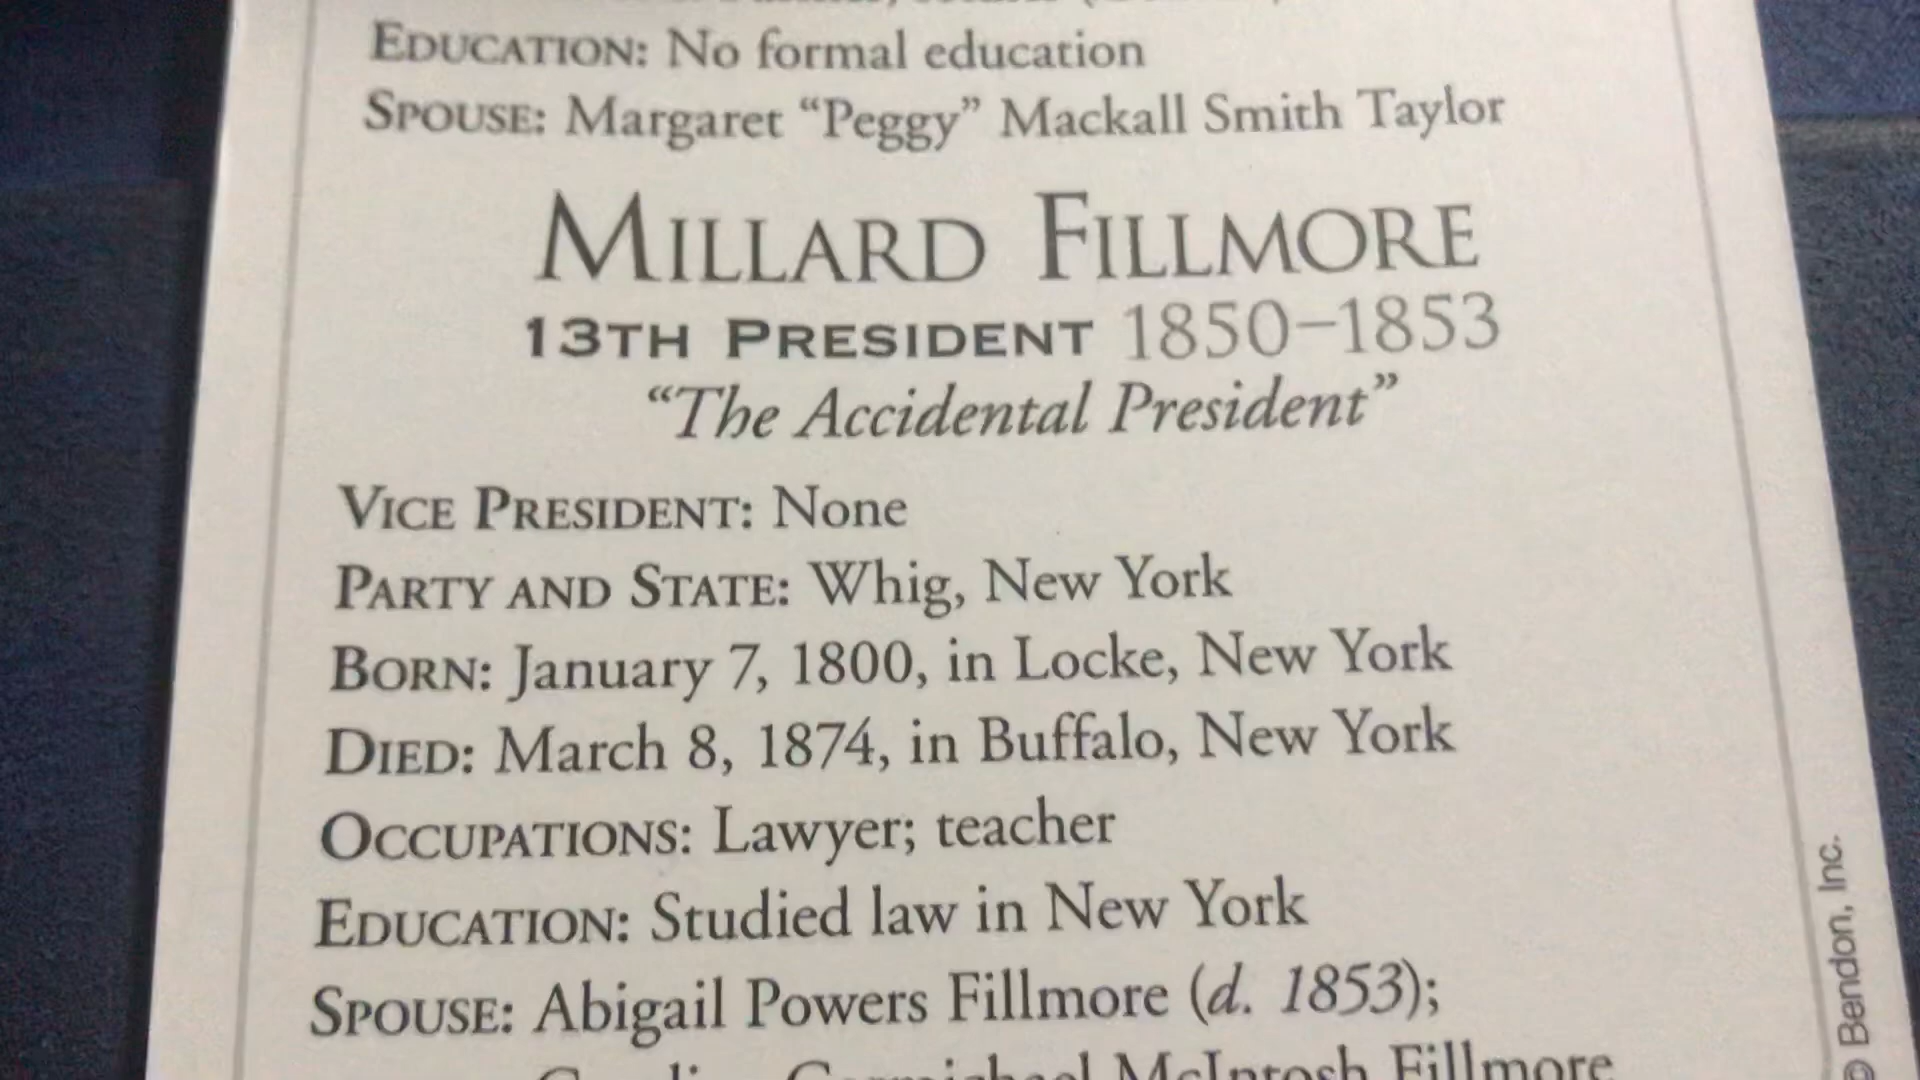 EDUCATION: No formal education
SPOUSE: Margaret “Peggy” Mackall Smith Taylor
MILLARD FILLMORE
13TH PRESIDENT 1850–1853
“The Accidental President”
VICE PRESIDENT: None
PARTY AND STATE: Whig, New York
BORN: January 7, 1800, in Locke, New York
DIED: March 8, 1874, in Buffalo, New York
OCCUPATIONS: Lawyer; teacher
EDUCATION: Studied law in New York
SPOUSE: Abigail Powers Fillmore (d. 1853);
McIntosh Fillmore
© Bendon, Inc.